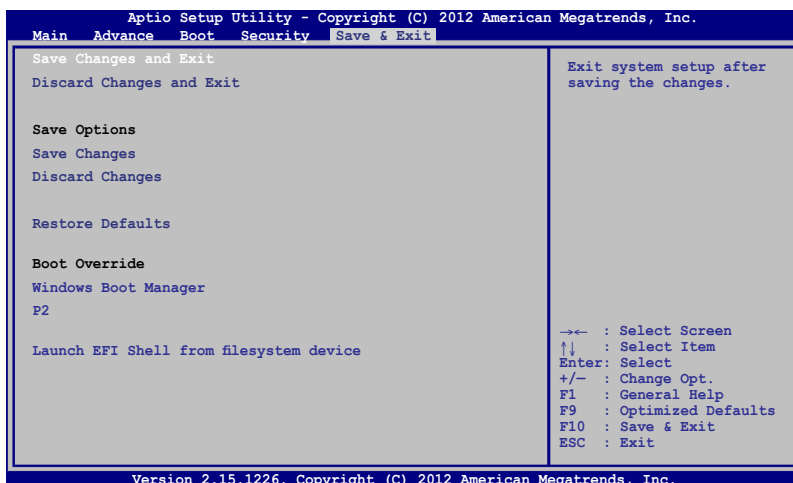 Aptio Setup Utility - Copyright (C) 2012 American Megatrends, Inc.
Main Advance Boot Security Save & Exit
Save Changes and Exit
Discard Changes and Exit
Save Options
Save Changes
Discard Changes
Restore Defaults
Boot Override
Windows Boot Manager
P2
Launch EFI Shell from filesystem device
Exit system setup after
saving the changes.
→← : Select Screen
↑↓ : Select Item
Enter: Select
+/— : Change Opt.
F1 : General Help
F9 : Optimized Defaults
F10 : Save & Exit
ESC : Exit
Version 2.15.1226. Copyright (C) 2012 American Megatrends, Inc.